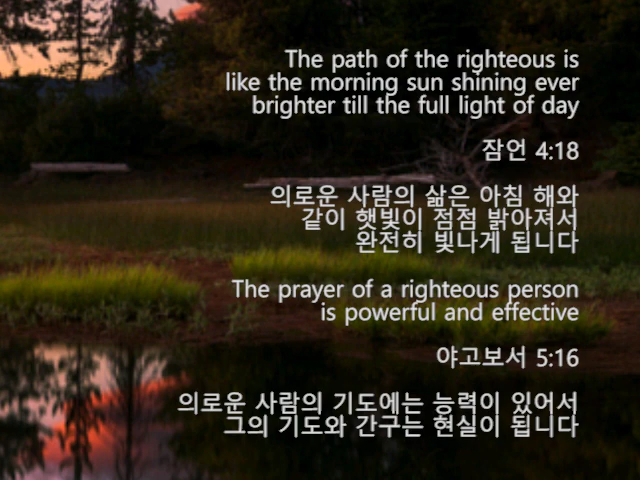 The path of the righteous is
like the morning sun shining ever
brighter till the full light of day
잠언 4:18
의로운 사람의 삶은 아침 해와
같이 햇빛이 점점 밝아져서
완전히 빛나게 됩니다
The prayer of a righteous person
is powerful and effective
야고보서 5:16
의로운 사람의 기도에는 능력이 있어서
그의 기도와 간구는 현실이 됩니다